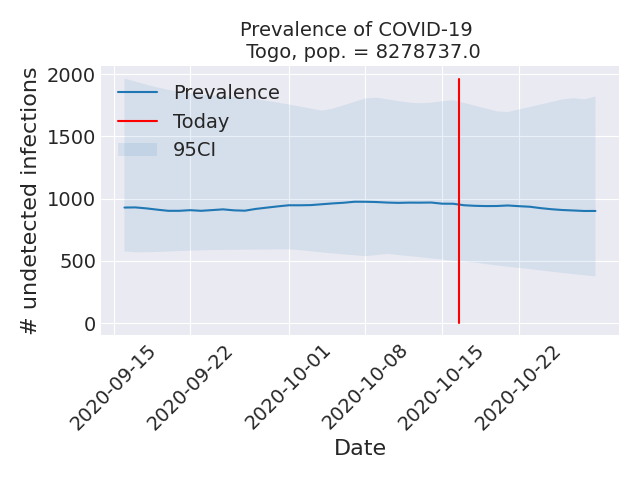 Prevalence of COVID-19
Togo, pop. = 8278737.0
# undetected infections
2000
1500
1000
500
0
Prevalence
Today
95CI
2020-09-15
2020-09-22
2020-10-01
2020-10-08
2020-10-15
2020-10-22
Date